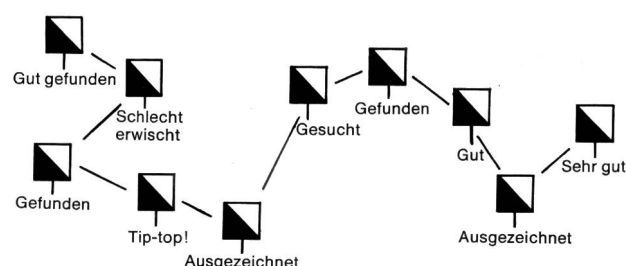 Gut gefunden
Schlecht
erwischt
Gefunden
Tip-top!
Ausgezeichnet
Gesucht
Gefunden
Gut
Ausgezeichnet
Sehr gut